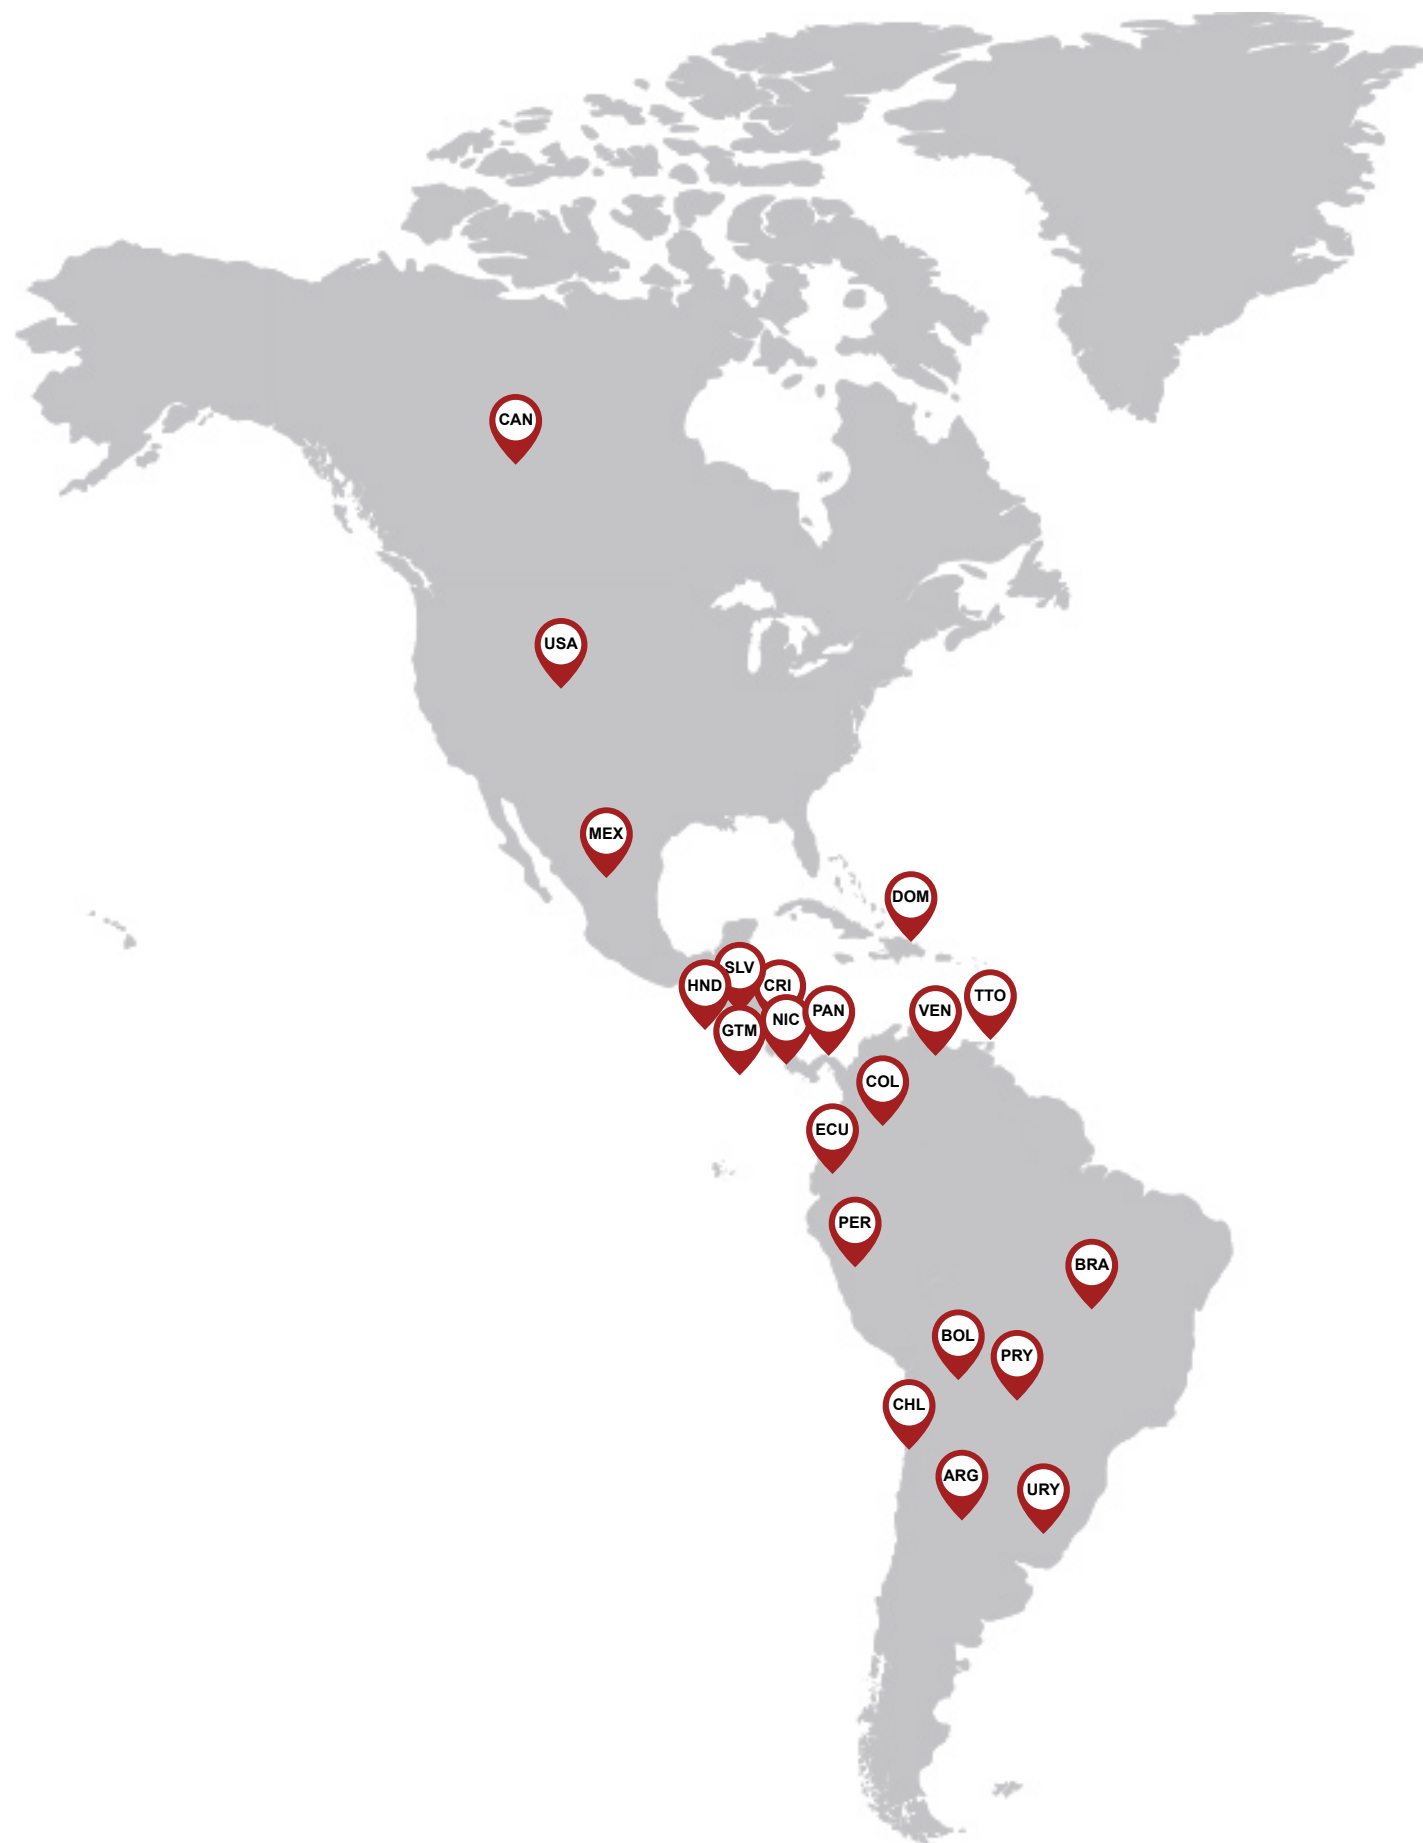 CAN
USA
MEX
DOM
SLV
HND
CRI
TTO
PAN
VEN
NIC
GTM
COL
ECU
PER
BRA
BOL
PRY
CHL
ARG
URY